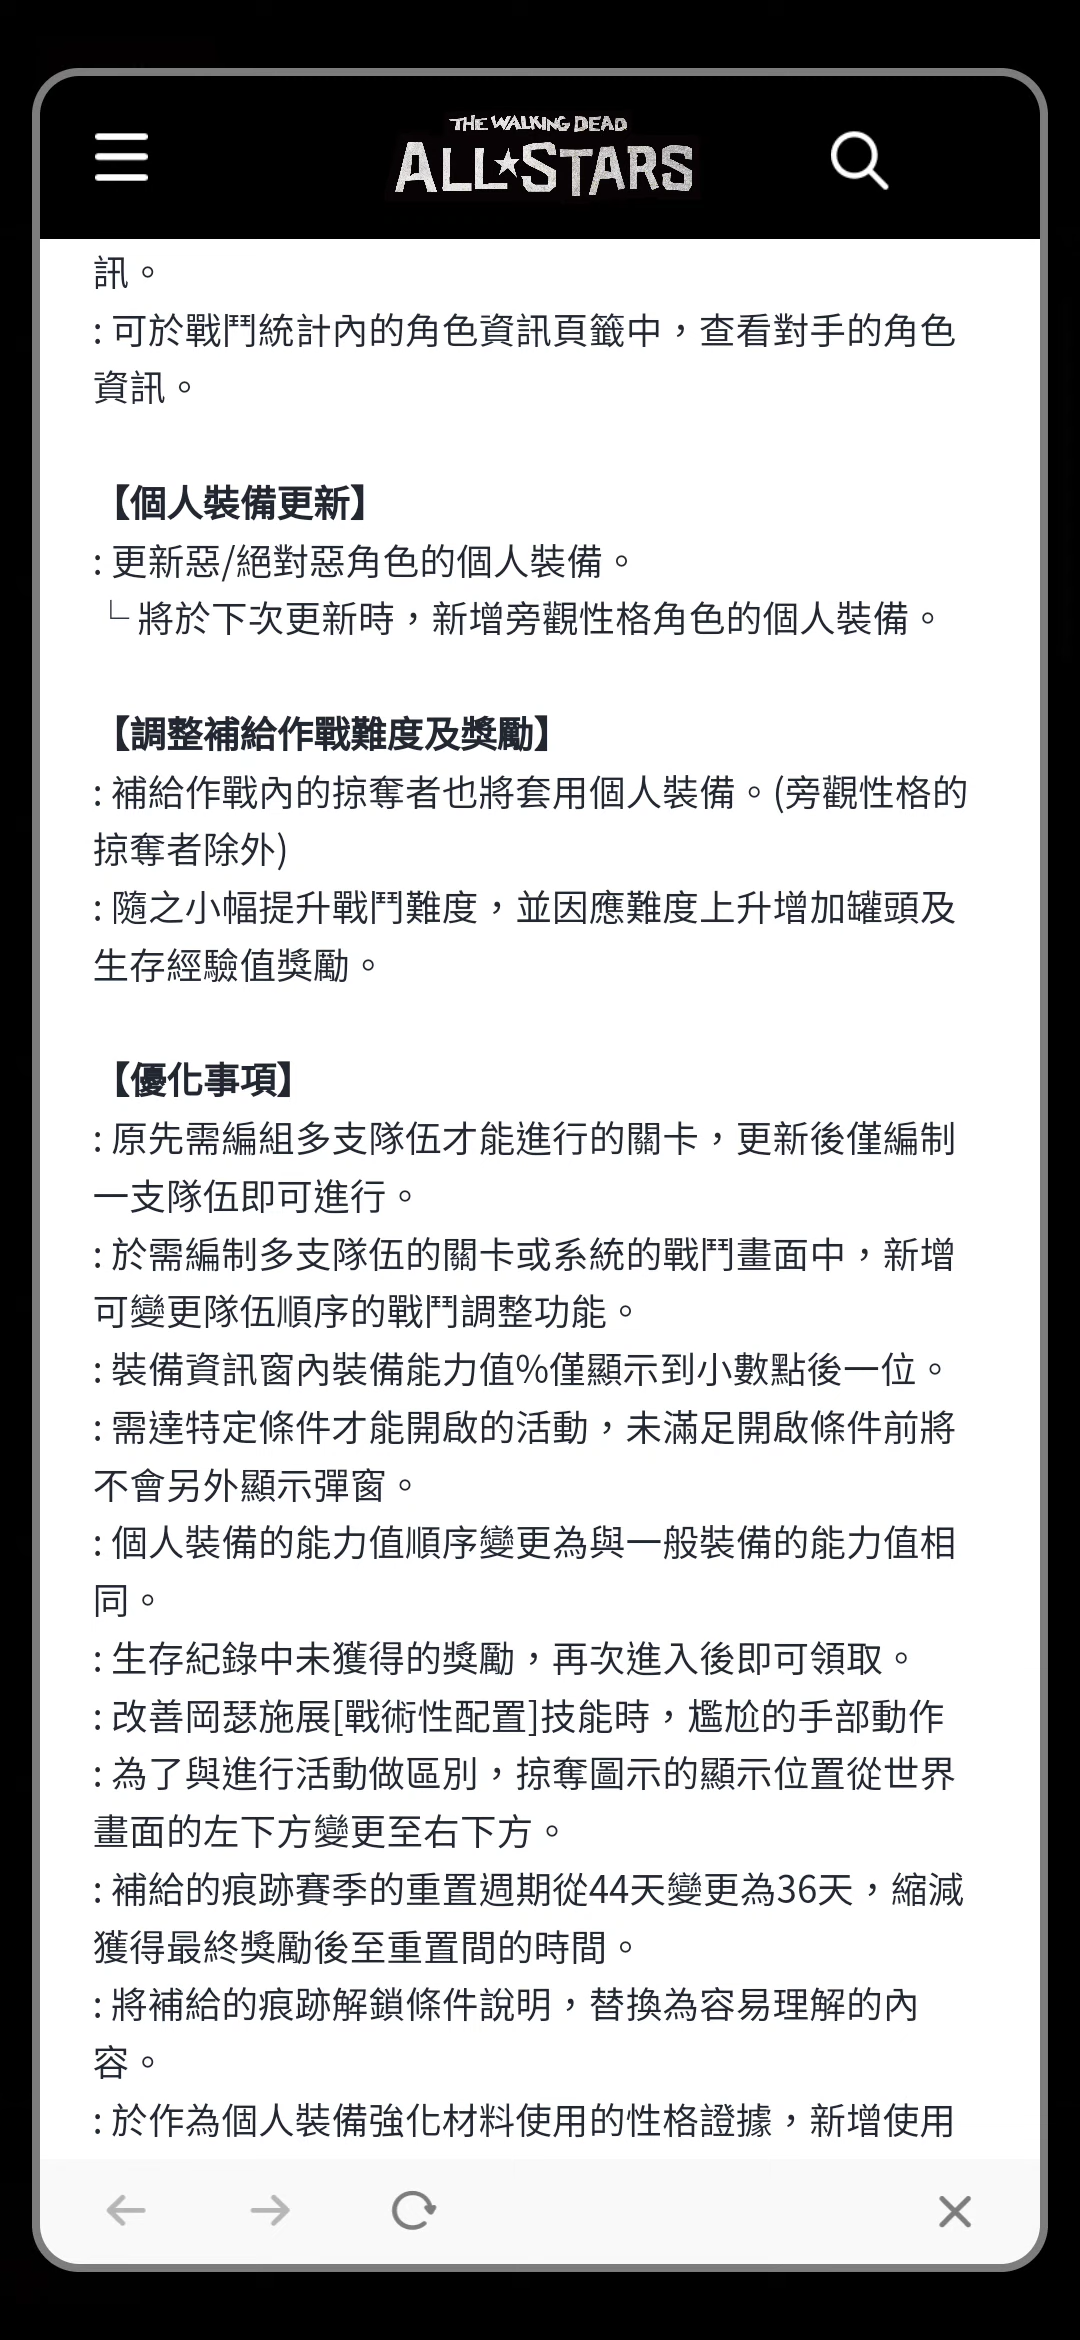 THE WALKING DEAD
ALL★STARS
訊。
: 可於戰鬥統計內的角色資訊頁籤中，查看對手的角色
資訊。
【個人裝備更新】
: 更新惡/絕對惡角色的個人裝備。
└ 將於下次更新時，新增旁觀性格角色的個人裝備。
【調整補給作戰難度及獎勵】
: 補給作戰內的掠奪者也將套用個人裝備。(旁觀性格的
掠奪者除外)
: 隨之小幅提升戰鬥難度，並因應難度上升增加罐頭及
生存經驗值獎勵。
【優化事項】
: 原先需編組多支隊伍才能進行的關卡，更新後僅編制
一支隊伍即可進行。
: 於需編制多支隊伍的關卡或系統的戰鬥畫面中，新增
可變更隊伍順序的戰鬥調整功能。
: 裝備資訊窗內裝備能力值%僅顯示到小數點後一位。
: 需達特定條件才能開啟的活動，未滿足開啟條件前將
不會另外顯示彈窗。
: 個人裝備的能力值順序變更為與一般裝備的能力值相
同。
: 生存紀錄中未獲得的獎勵，再次進入後即可領取。
: 改善岡瑟施展[戰術性配置]技能時，尷尬的手部動作
: 為了與進行活動做區別，掠奪圖示的顯示位置從世界
畫面的左下方變更至右下方。
: 補給的痕跡賽季的重置週期從44天變更為36天，縮減
獲得最終獎勵後至重置間的時間。
: 將補給的痕跡解鎖條件說明，替換為容易理解的內
容。
: 於作為個人裝備強化材料使用的性格證據，新增使用